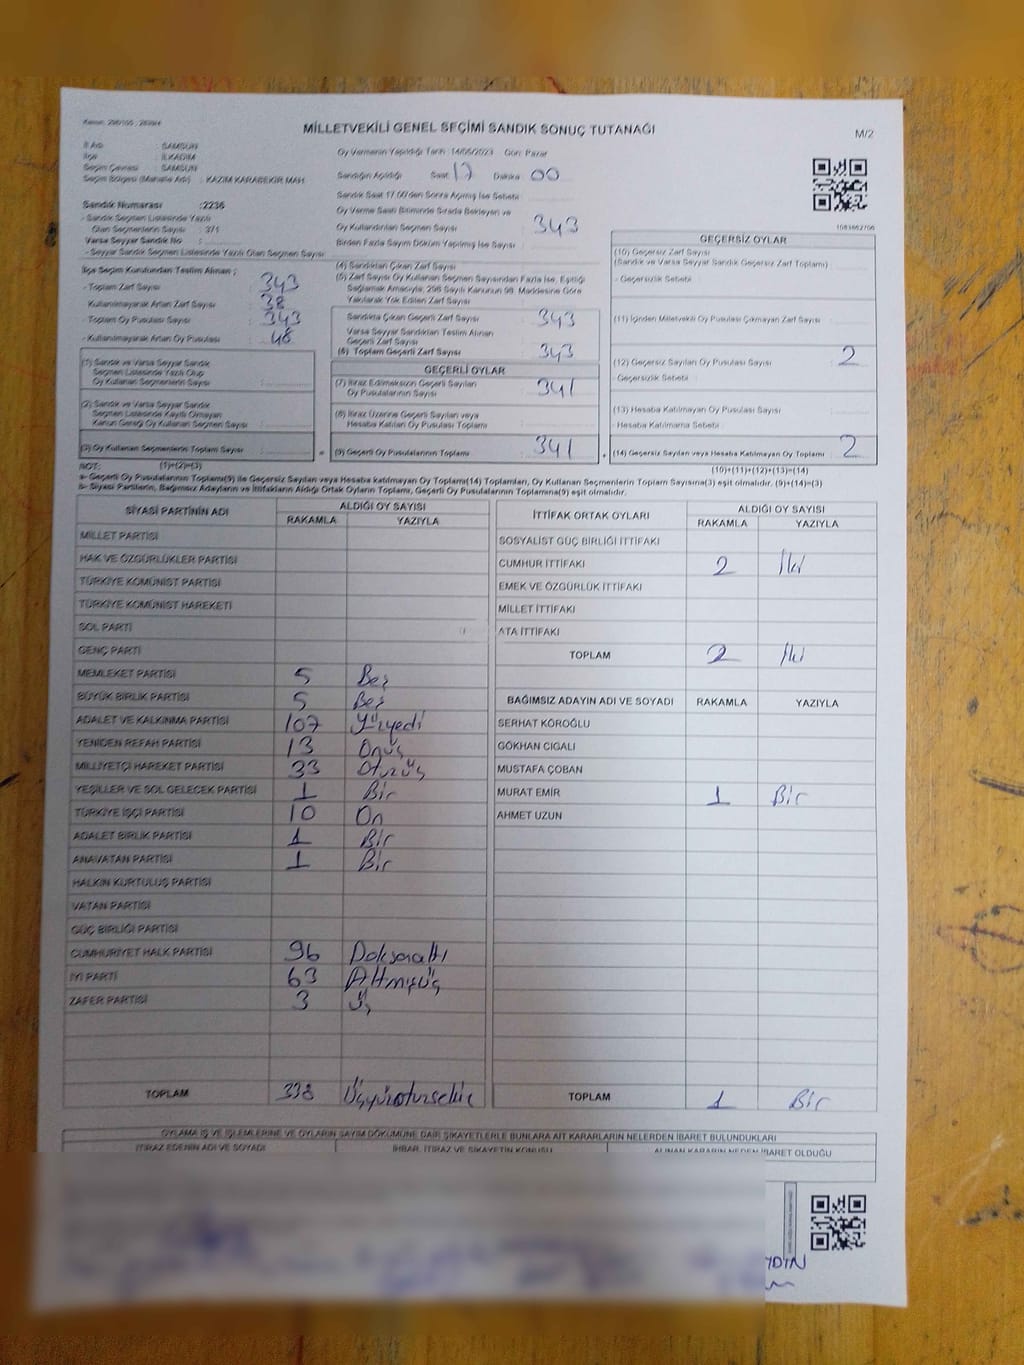 Kanun: 298/105 , 2839/4
MİLLETVEKİLİ GENEL SEÇİMİ SANDIK SONUÇ TUTANAĞI
M/2
İl Adı : SAMSUN
İlçe : İLKADIM
Seçim Çevresi : SAMSUN
Seçim Bölgesi (Mahalle Adı) : KAZIM KARABEKİR MAH.
Oy Vermenin Yapıldığı Tarih : 14/05/2023 - Gün: Pazar
Sandığın Açıldığı Saat 17 Dakika 00
Sandık Saat 17.00'den Sonra Açılmış İse Sebebi :
Sandık Numarası : 2236
- Sandık Seçmen Listesinde Yazılı
Olan Seçmenlerin Sayısı : 371
Varsa Seyyar Sandık No :
- Seyyar Sandık Seçmen Listesinde Yazılı Olan Seçmen Sayısı :
Oy Verme Saati Bitiminde Sırada Bekleyen ve
Oy Kullandırılan Seçmen Sayısı : 343
Birden Fazla Sayım Döküm Yapılmış İse Sayısı :
İlçe Seçim Kurulundan Teslim Alınan ;
- Toplam Zarf Sayısı : 343
- Kullanılmayarak Artan Zarf Sayısı : 38
- Toplam Oy Pusulası Sayısı : 343
- Kullanılmayarak Artan Oy Pusulası : 48
(4) Sandıktan Çıkan Zarf Sayısı :
(5) Zarf Sayısı Oy Kullanan Seçmen Sayısından Fazla İse, Eşitliği
Sağlamak Amacıyla; 298 Sayılı Kanunun 98. Maddesine Göre
Yakılarak Yok Edilen Zarf Sayısı :
Sandıkta Çıkan Geçerli Zarf Sayısı : 343
Varsa Seyyar Sandıktan Teslim Alınan
Geçerli Zarf Sayısı :
(6) Toplam Geçerli Zarf Sayısı : 343
(1) Sandık ve Varsa Seyyar Sandık
Seçmen Listesinde Yazılı Olup
Oy Kullanan Seçmenlerin Sayısı :
(2) Sandık ve Varsa Seyyar Sandık
Seçmen Listesinde Kayıtlı Olmayan
Kanun Gereği Oy Kullanan Seçmen Sayısı :
(3) Oy Kullanan Seçmenlerin Toplam Sayısı :
(1)+(2)=(3)
GEÇERLİ OYLAR
(7) İtiraz Edilmeksizin Geçerli Sayılan
Oy Pusulalarının Sayısı : 341
(8) İtiraz Üzerine Geçerli Sayılan veya
Hesaba Katılan Oy Pusulası Toplamı :
= (9) Geçerli Oy Pusulalarının Toplamı : 341 +
1583662706
GEÇERSİZ OYLAR
(10) Geçersiz Zarf Sayısı
(Sandık ve Varsa Seyyar Sandık Geçersiz Zarf Toplamı) :
- Geçersizlik Sebebi :
(11) İçinden Milletvekili Oy Pusulası Çıkmayan Zarf Sayısı :
(12) Geçersiz Sayılan Oy Pusulası Sayısı : 2
- Geçersizlik Sebebi :
(13) Hesaba Katılmayan Oy Pusulası Sayısı :
- Hesaba Katılmama Sebebi :
(14) Geçersiz Sayılan veya Hesaba Katılmayan Oy Toplamı : 2
(10)+(11)+(12)+(13)=(14)
NOT:
a- Geçerli Oy Pusulalarının Toplamı(9) ile Geçersiz Sayılan veya Hesaba katılmayan Oy Toplamı(14) Toplamları, Oy Kullanan Seçmenlerin Toplam Sayısına(3) eşit olmalıdır. (9)+(14)=(3)
b- Siyasi Partilerin, Bağımsız Adayların ve İttifakların Aldığı Ortak Oyların Toplamı, Geçerli Oy Pusulalarının Toplamına(9) eşit olmalıdır.
SİYASİ PARTİNİN ADI ALDIĞI OY SAYISI
RAKAMLA YAZIYLA
MİLLET PARTİSİ
HAK VE ÖZGÜRLÜKLER PARTİSİ
TÜRKİYE KOMÜNİST PARTİSİ
TÜRKİYE KOMÜNİST HAREKETİ
SOL PARTİ
GENÇ PARTİ
MEMLEKET PARTİSİ 5 Beş
BÜYÜK BİRLİK PARTİSİ 5 Beş
ADALET VE KALKINMA PARTİSİ 107 Yüzyedi
YENİDEN REFAH PARTİSİ 13 Onüç
MİLLİYETÇİ HAREKET PARTİSİ 33 Otuzüç
YEŞİLLER VE SOL GELECEK PARTİSİ 1 Bir
TÜRKİYE İŞÇİ PARTİSİ 10 On
ADALET BİRLİK PARTİSİ 1 Bir
ANAVATAN PARTİSİ 1 Bir
HALKIN KURTULUŞ PARTİSİ
VATAN PARTİSİ
GÜÇ BİRLİĞİ PARTİSİ
CUMHURİYET HALK PARTİSİ 96 Doksanaltı
İYİ PARTİ 63 Altmışüç
ZAFER PARTİSİ 3 Üç
TOPLAM 338 Üçyüzotuzsekiz
İTTİFAK ORTAK OYLARI ALDIĞI OY SAYISI
RAKAMLA YAZIYLA
SOSYALİST GÜÇ BİRLİĞİ İTTİFAKI
CUMHUR İTTİFAKI 2 İki
EMEK VE ÖZGÜRLÜK İTTİFAKI
MİLLET İTTİFAKI
ATA İTTİFAKI
TOPLAM 2 İki
BAĞIMSIZ ADAYIN ADI VE SOYADI RAKAMLA YAZIYLA
SERHAT KÖROĞLU
GÖKHAN CIGALI
MUSTAFA ÇOBAN
MURAT EMİR 1 Bir
AHMET UZUN
TOPLAM 1 Bir
OYLAMA İŞ VE İŞLEMLERİNE VE OYLARIN SAYIM DÖKÜMÜNE DAİR ŞİKAYETLERLE BUNLARA AİT KARARLARIN NELERDEN İBARET BULUNDUKLARI
İTİRAZ EDENİN ADI VE SOYADI İHBAR, İTİRAZ VE ŞİKAYETİN KONUSU ALINAN KARARIN NEDEN İBARET OLDUĞU